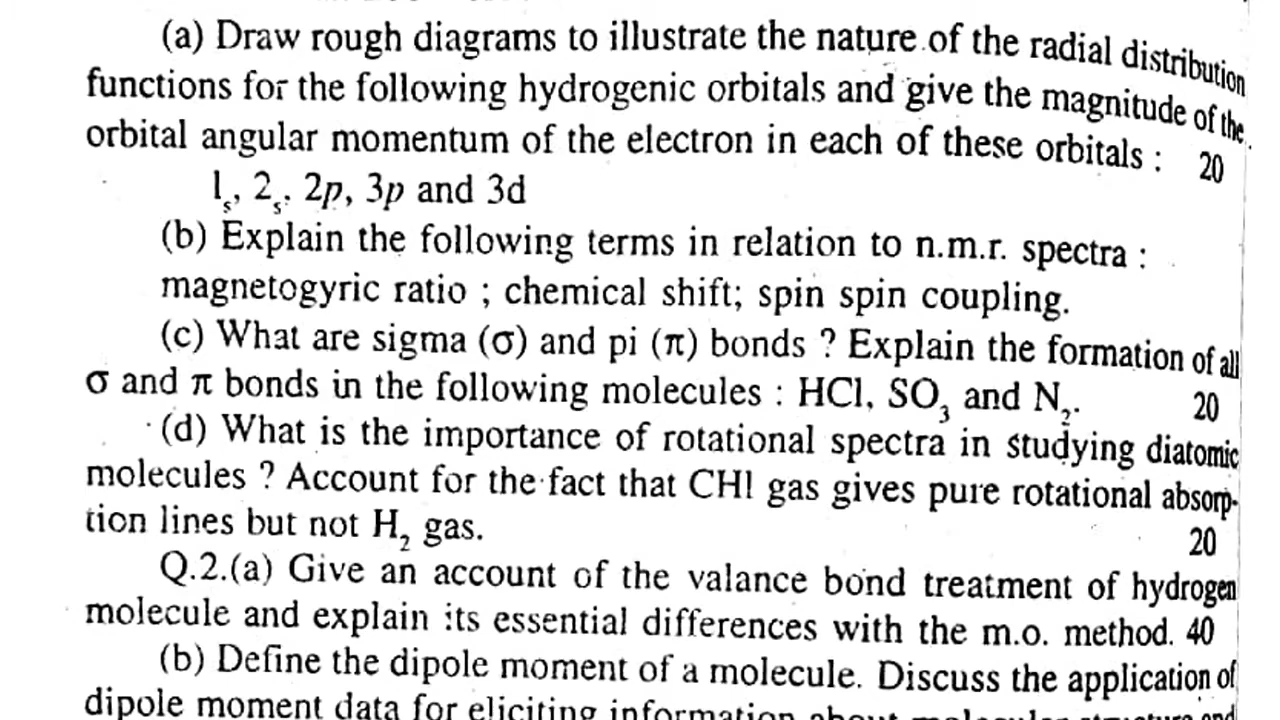 (a) Draw rough diagrams to illustrate the nature of the radial distribution
functions for the following hydrogenic orbitals and give the magnitude of the
orbital angular momentum of the electron in each of these orbitals : 20
1s, 2s, 2p, 3p and 3d
(b) Explain the following terms in relation to n.m.r. spectra :
magnetogyric ratio ; chemical shift; spin spin coupling.
(c) What are sigma (σ) and pi (π) bonds ? Explain the formation of all
σ and π bonds in the following molecules : HCl, SO₃ and N₂. 20
(d) What is the importance of rotational spectra in studying diatomic
molecules ? Account for the fact that CHl gas gives pure rotational absorp-
tion lines but not H₂ gas. 20
Q.2.(a) Give an account of the valance bond treatment of hydrogen
molecule and explain its essential differences with the m.o. method. 40
(b) Define the dipole moment of a molecule. Discuss the application of
dipole moment data for eliciting information about molecular structure and